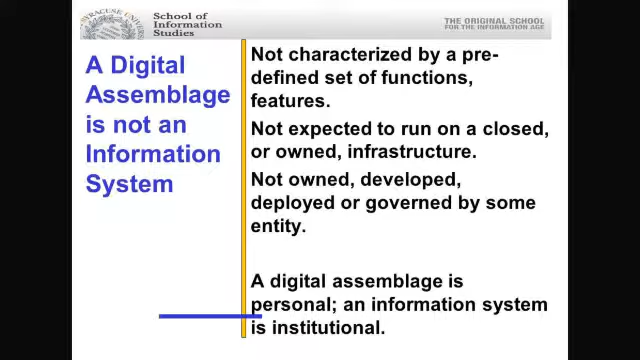 SYRACUSE UNIVERSITY
School of
Information
Studies
THE ORIGINAL SCHOOL
FOR THE INFORMATION AGE
A Digital
Assemblage
is not an
Information
System
Not characterized by a pre-
defined set of functions,
features.
Not expected to run on a closed,
or owned, infrastructure.
Not owned, developed,
deployed or governed by some
entity.
A digital assemblage is
personal; an information system
is institutional.